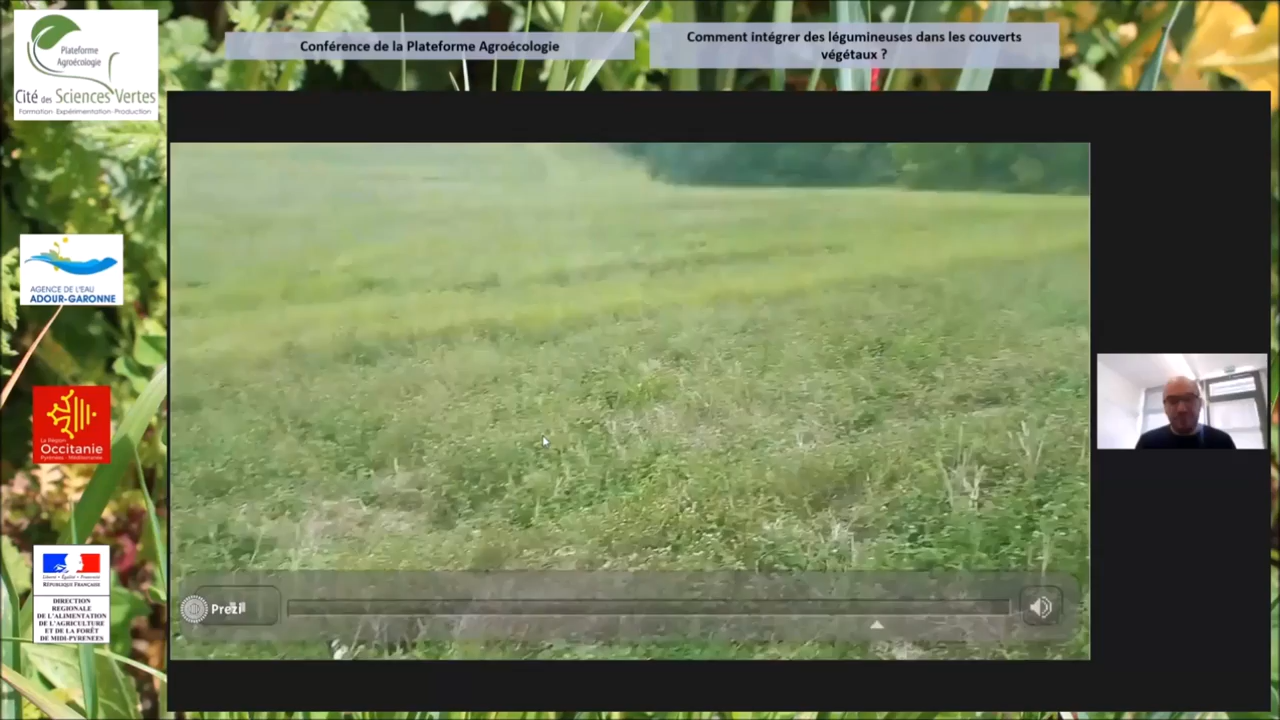 Plateforme
Agroécologie
Cité des Sciences Vertes
Formation Expérimentation Production
Conférence de la Plateforme Agroécologie
Comment intégrer des légumineuses dans les couverts
végétaux ?
AGENCE DE L'EAU
ADOUR-GARONNE
La Région
Occitanie
Pyrénées - Méditerranée
Liberté • Égalité • Fraternité
RÉPUBLIQUE FRANÇAISE
DIRECTION
REGIONALE
DE L'ALIMENTATION
DE L'AGRICULTURE
ET DE LA FORÊT
DE MIDI-PYRENEES
Prezi